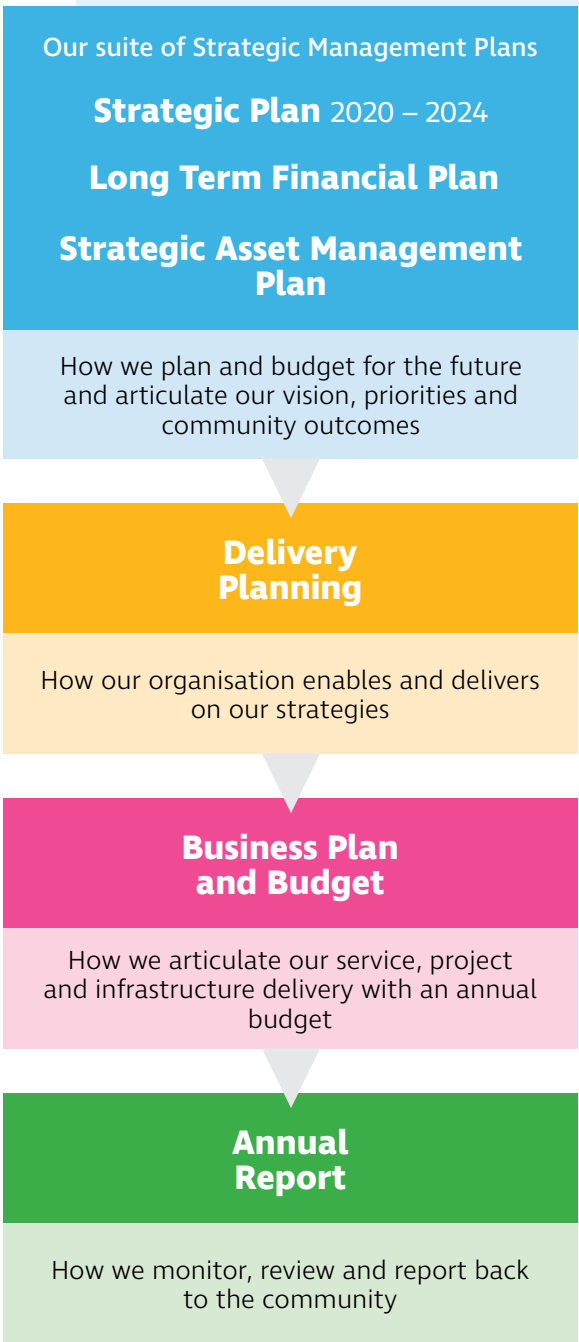 Our suite of Strategic Management Plans
Strategic Plan 2020 – 2024
Long Term Financial Plan
Strategic Asset Management
Plan
How we plan and budget for the future
and articulate our vision, priorities and
community outcomes
Delivery
Planning
How our organisation enables and delivers
on our strategies
Business Plan
and Budget
How we articulate our service, project
and infrastructure delivery with an annual
budget
Annual
Report
How we monitor, review and report back
to the community